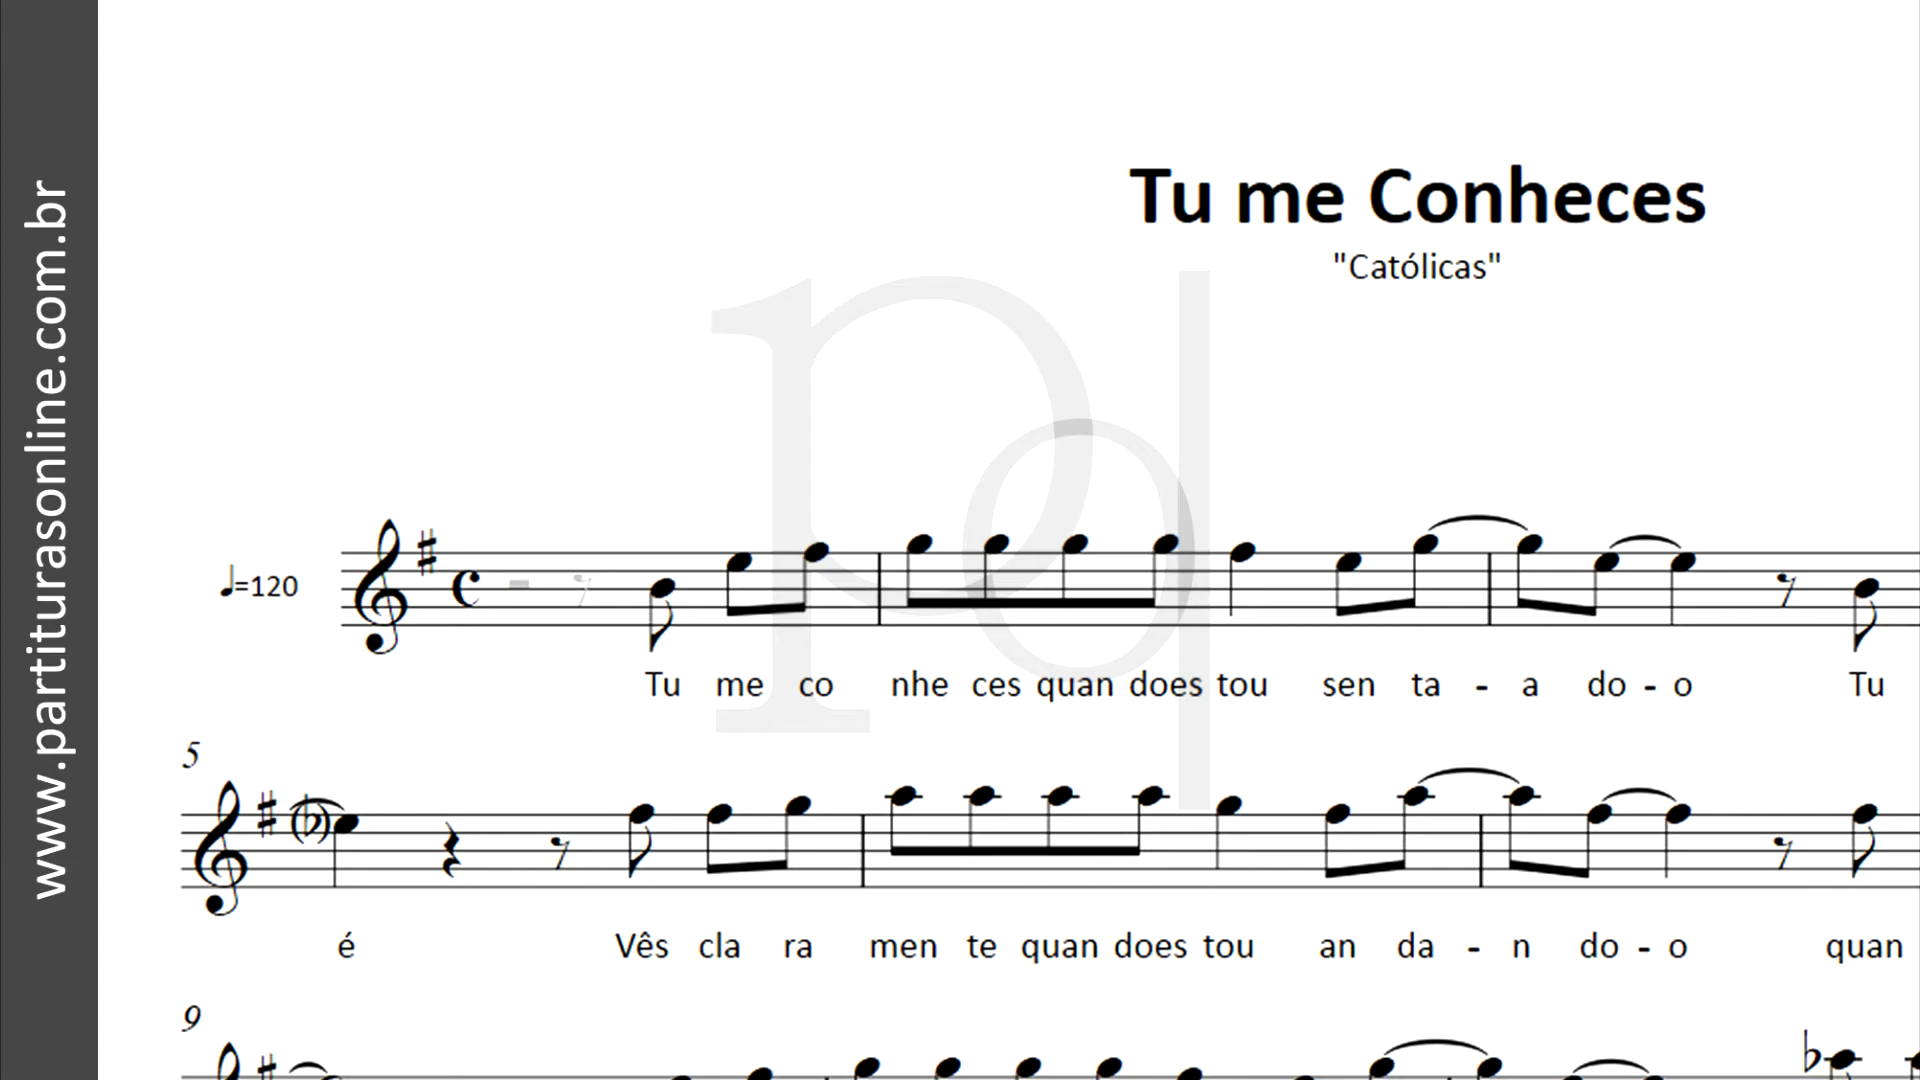 www.partiturasonline.com.br
Tu me Conheces
"Católicas"
♩=120
Tu me co nhe ces quan does tou sen ta - a do - o Tu
5
é Vês cla ra men te quan does tou an da - n do - o quan
9